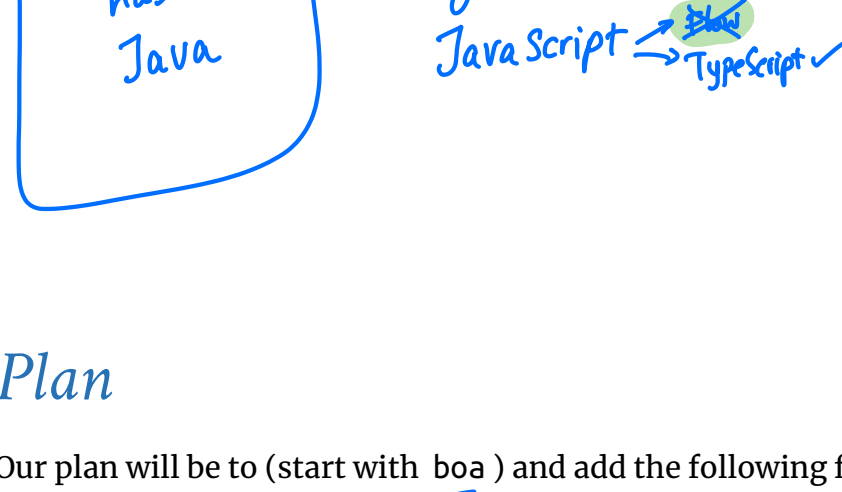 Java
JavaScript
Flow
TypeScript ✓
Plan
Our plan will be to (start with boa ) and add the following f